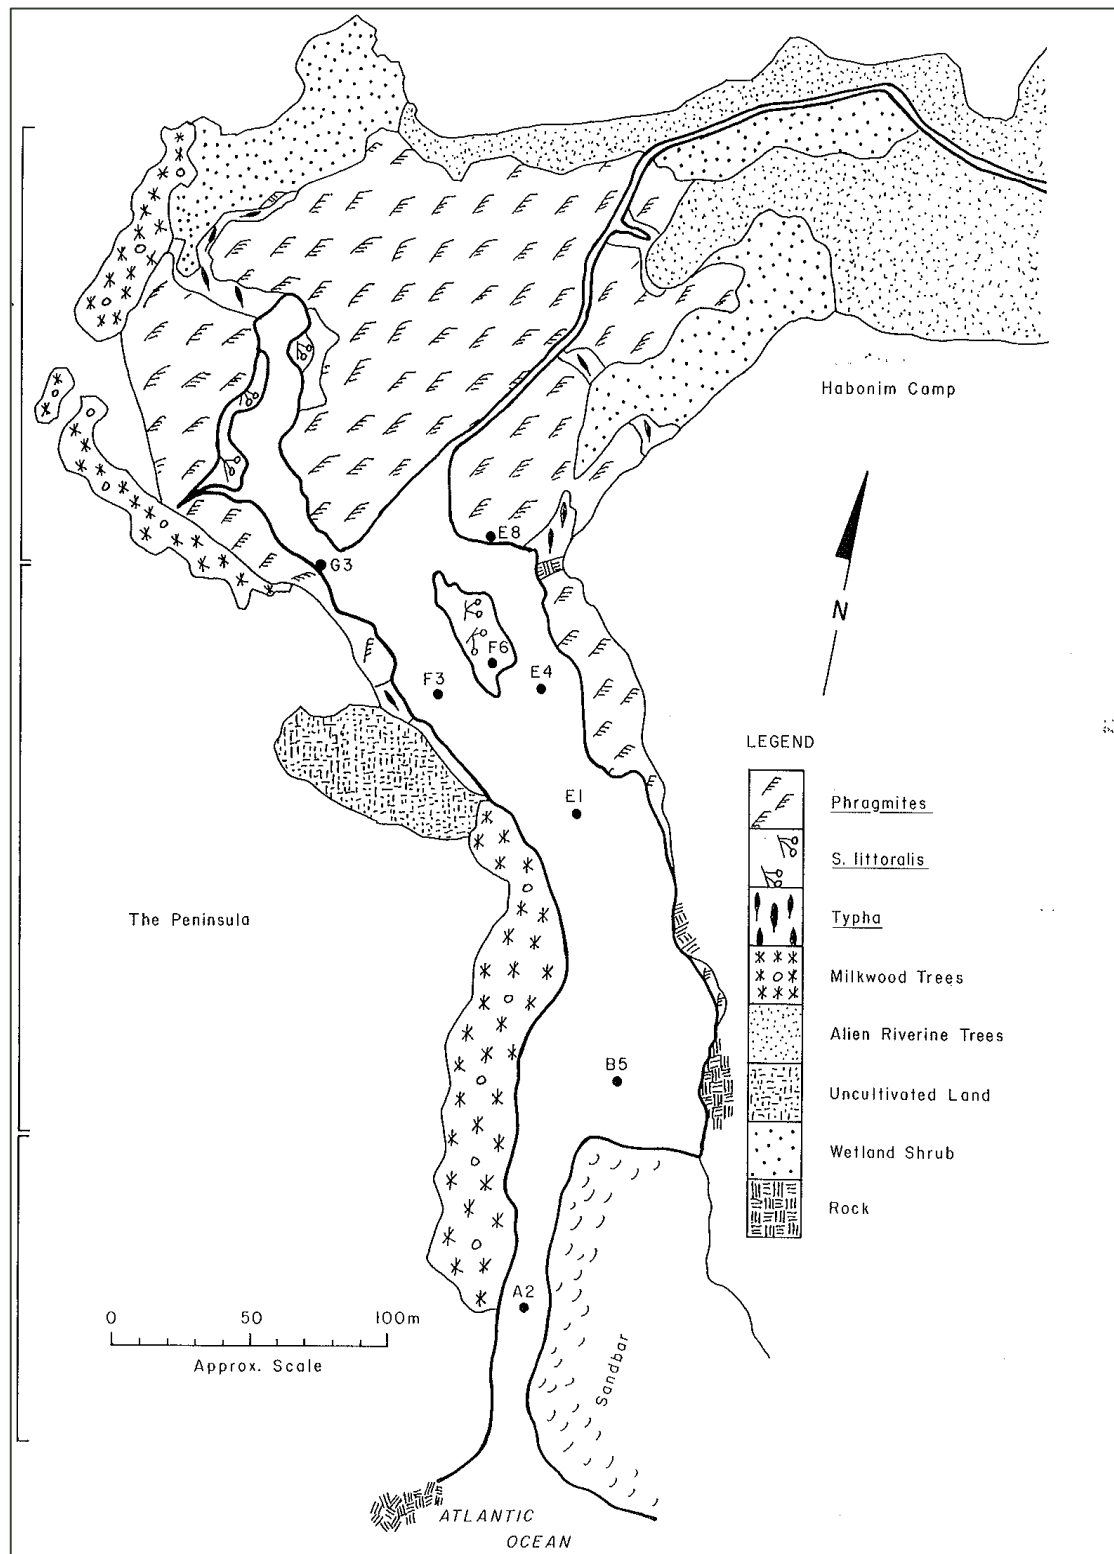 Habonim Camp
E8
G3
N
F6
F3
E4
LEGEND
E1
Phragmites
S. littoralis
The Peninsula
Typha
Milkwood Trees
Alien Riverine Trees
B5
Uncultivated Land
Wetland Shrub
Rock
A2
0 50 100m
Approx. Scale
Sandbar
ATLANTIC
OCEAN